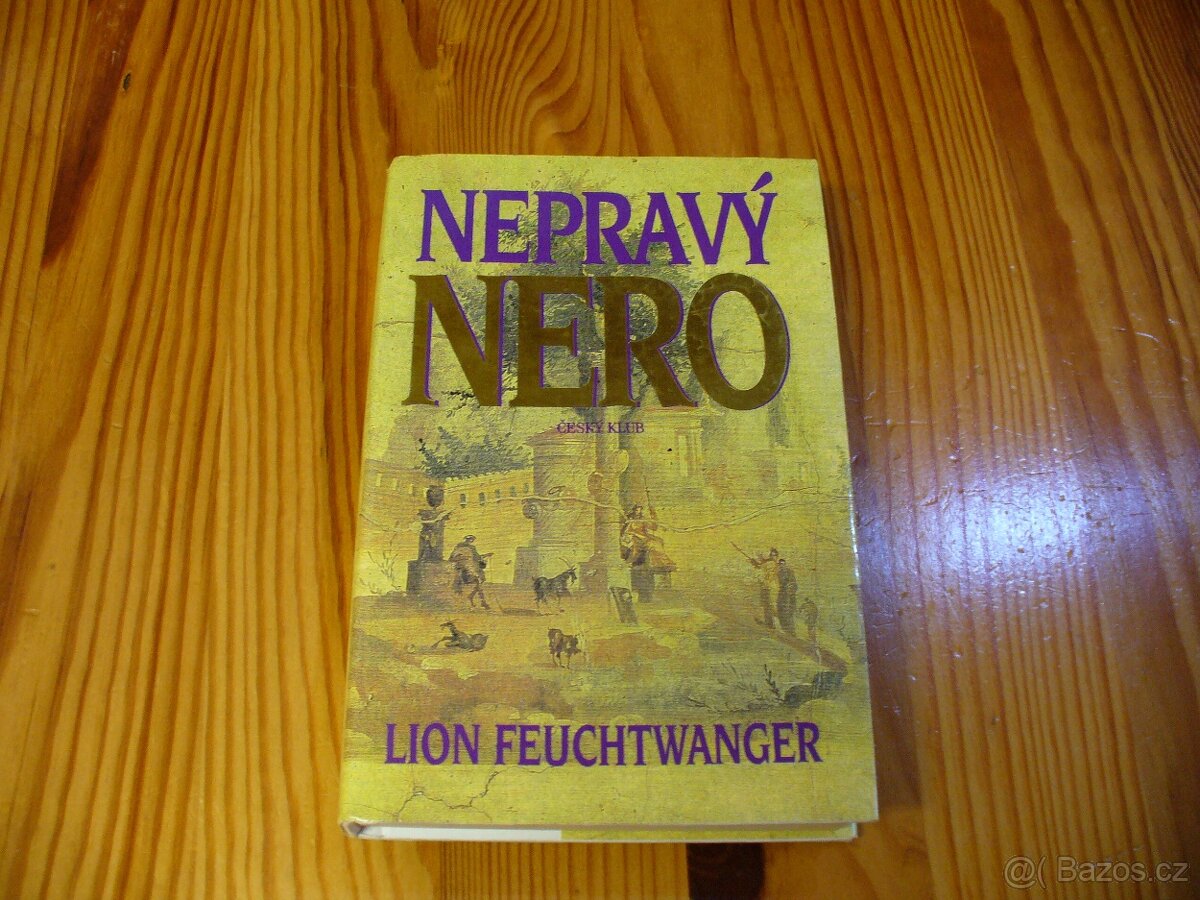 NEPRAVÝ
NERO
ČESKÝ KLUB
LION FEUCHTWANGER
@( Bazos.cz